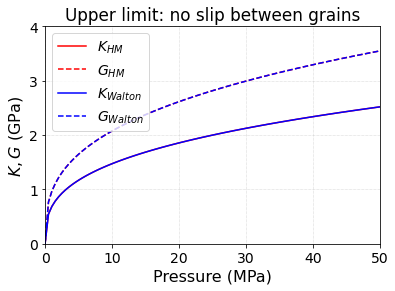 Upper limit: no slip between grains
K, G (GPa)
4
3
2
1
0
K_HM
G_HM
K_Walton
G_Walton
0 10 20 30 40 50
Pressure (MPa)